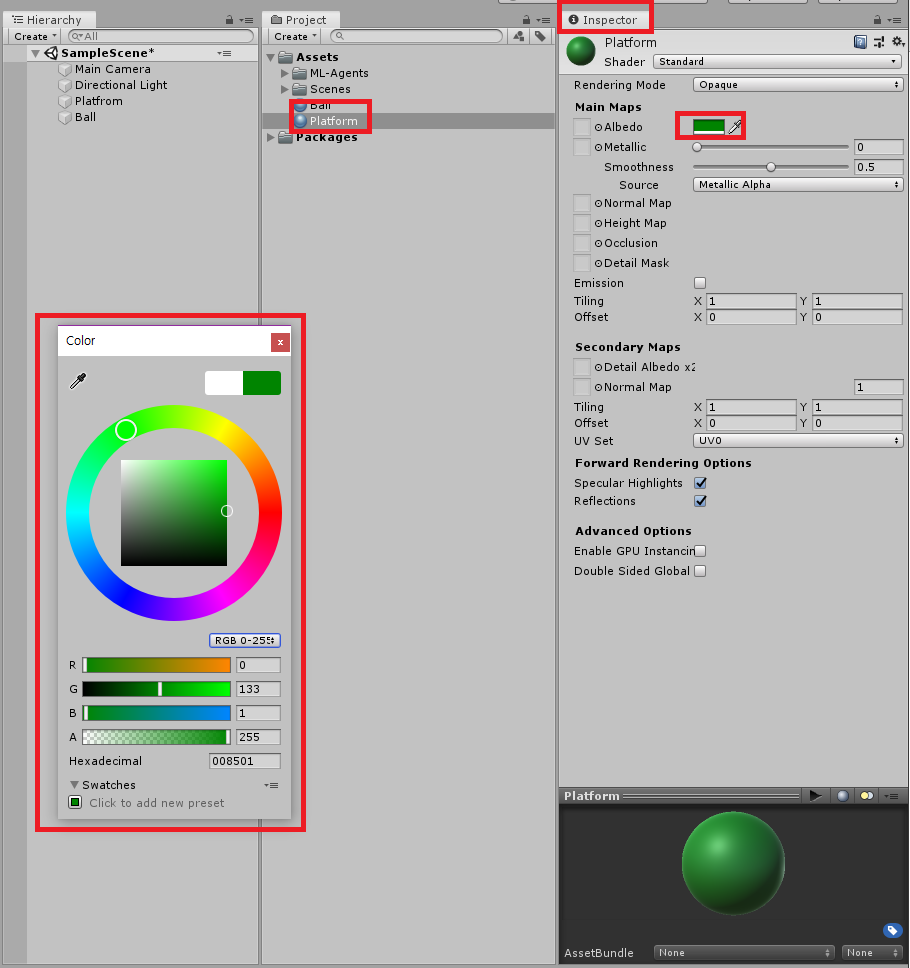 Hierarchy
Create
All
SampleScene*
Main Camera
Directional Light
Platfrom
Ball
Project
Create
Assets
ML-Agents
Scenes
Ball
Platform
Packages
Inspector
Platform
Shader Standard
Rendering Mode Opaque
Main Maps
Albedo
Metallic 0
Smoothness 0.5
Source Metallic Alpha
Normal Map
Height Map
Occlusion
Detail Mask
Emission
Tiling X 1 Y 1
Offset X 0 Y 0
Secondary Maps
Detail Albedo x2
Normal Map 1
Tiling X 1 Y 1
Offset X 0 Y 0
UV Set UV0
Forward Rendering Options
Specular Highlights
Reflections
Advanced Options
Enable GPU Instancin
Double Sided Global
Color
x
RGB 0-255
R 0
G 133
B 1
A 255
Hexadecimal 008501
Swatches
Click to add new preset
Platform
AssetBundle None None